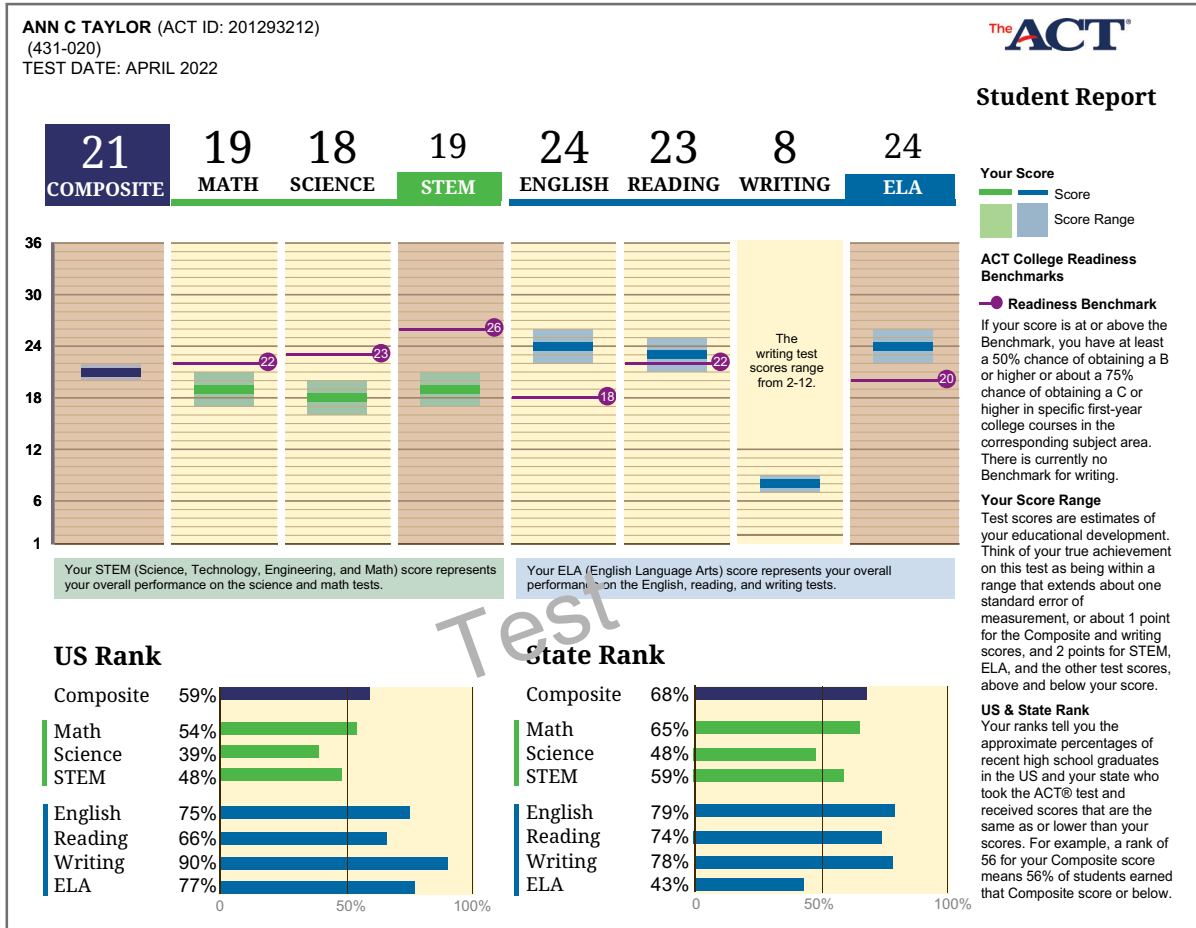 ANN C TAYLOR (ACT ID: 201293212)
(431-020)
TEST DATE: APRIL 2022
The ACT®
Student Report
21
COMPOSITE
19
MATH
18
SCIENCE
19
STEM
24
ENGLISH
23
READING
8
WRITING
24
ELA
Your Score
Score
Score Range
ACT College Readiness
Benchmarks
Readiness Benchmark
If your score is at or above the
Benchmark, you have at least
a 50% chance of obtaining a B
or higher or about a 75%
chance of obtaining a C or
higher in specific first-year
college courses in the
corresponding subject area.
There is currently no
Benchmark for writing.
Your Score Range
Test scores are estimates of
your educational development.
Think of your true achievement
on this test as being within a
range that extends about one
standard error of
measurement, or about 1 point
for the Composite and writing
scores, and 2 points for STEM,
ELA, and the other test scores,
above and below your score.
US & State Rank
Your ranks tell you the
approximate percentages of
recent high school graduates
in the US and your state who
took the ACT® test and
received scores that are the
same as or lower than your
scores. For example, a rank of
56 for your Composite score
means 56% of students earned
that Composite score or below.
36
30
24
18
12
6
1
22
23
26
18
22
The
writing test
scores range
from 2-12.
20
Your STEM (Science, Technology, Engineering, and Math) score represents
your overall performance on the science and math tests.
Your ELA (English Language Arts) score represents your overall
performance on the English, reading, and writing tests.
Test
US Rank
Composite 59%
Math 54%
Science 39%
STEM 48%
English 75%
Reading 66%
Writing 90%
ELA 77%
0 50% 100%
State Rank
Composite 68%
Math 65%
Science 48%
STEM 59%
English 79%
Reading 74%
Writing 78%
ELA 43%
0 50% 100%